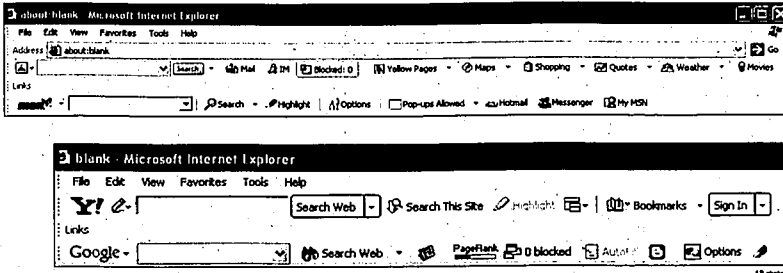 about:blank - Microsoft Internet Explorer
File Edit View Favorites Tools Help
Address about:blank Go
Search Mail IM Blocked: 0 Yellow Pages Maps Shopping Quotes Weather Movies
Links
msn Search Highlight Options Pop-ups Allowed Hotmail Messenger My MSN
blank - Microsoft Internet Explorer
File Edit View Favorites Tools Help
Y! Search Web Search This Site Highlight Bookmarks Sign In
Links
Google Search Web PageRank 0 blocked Options